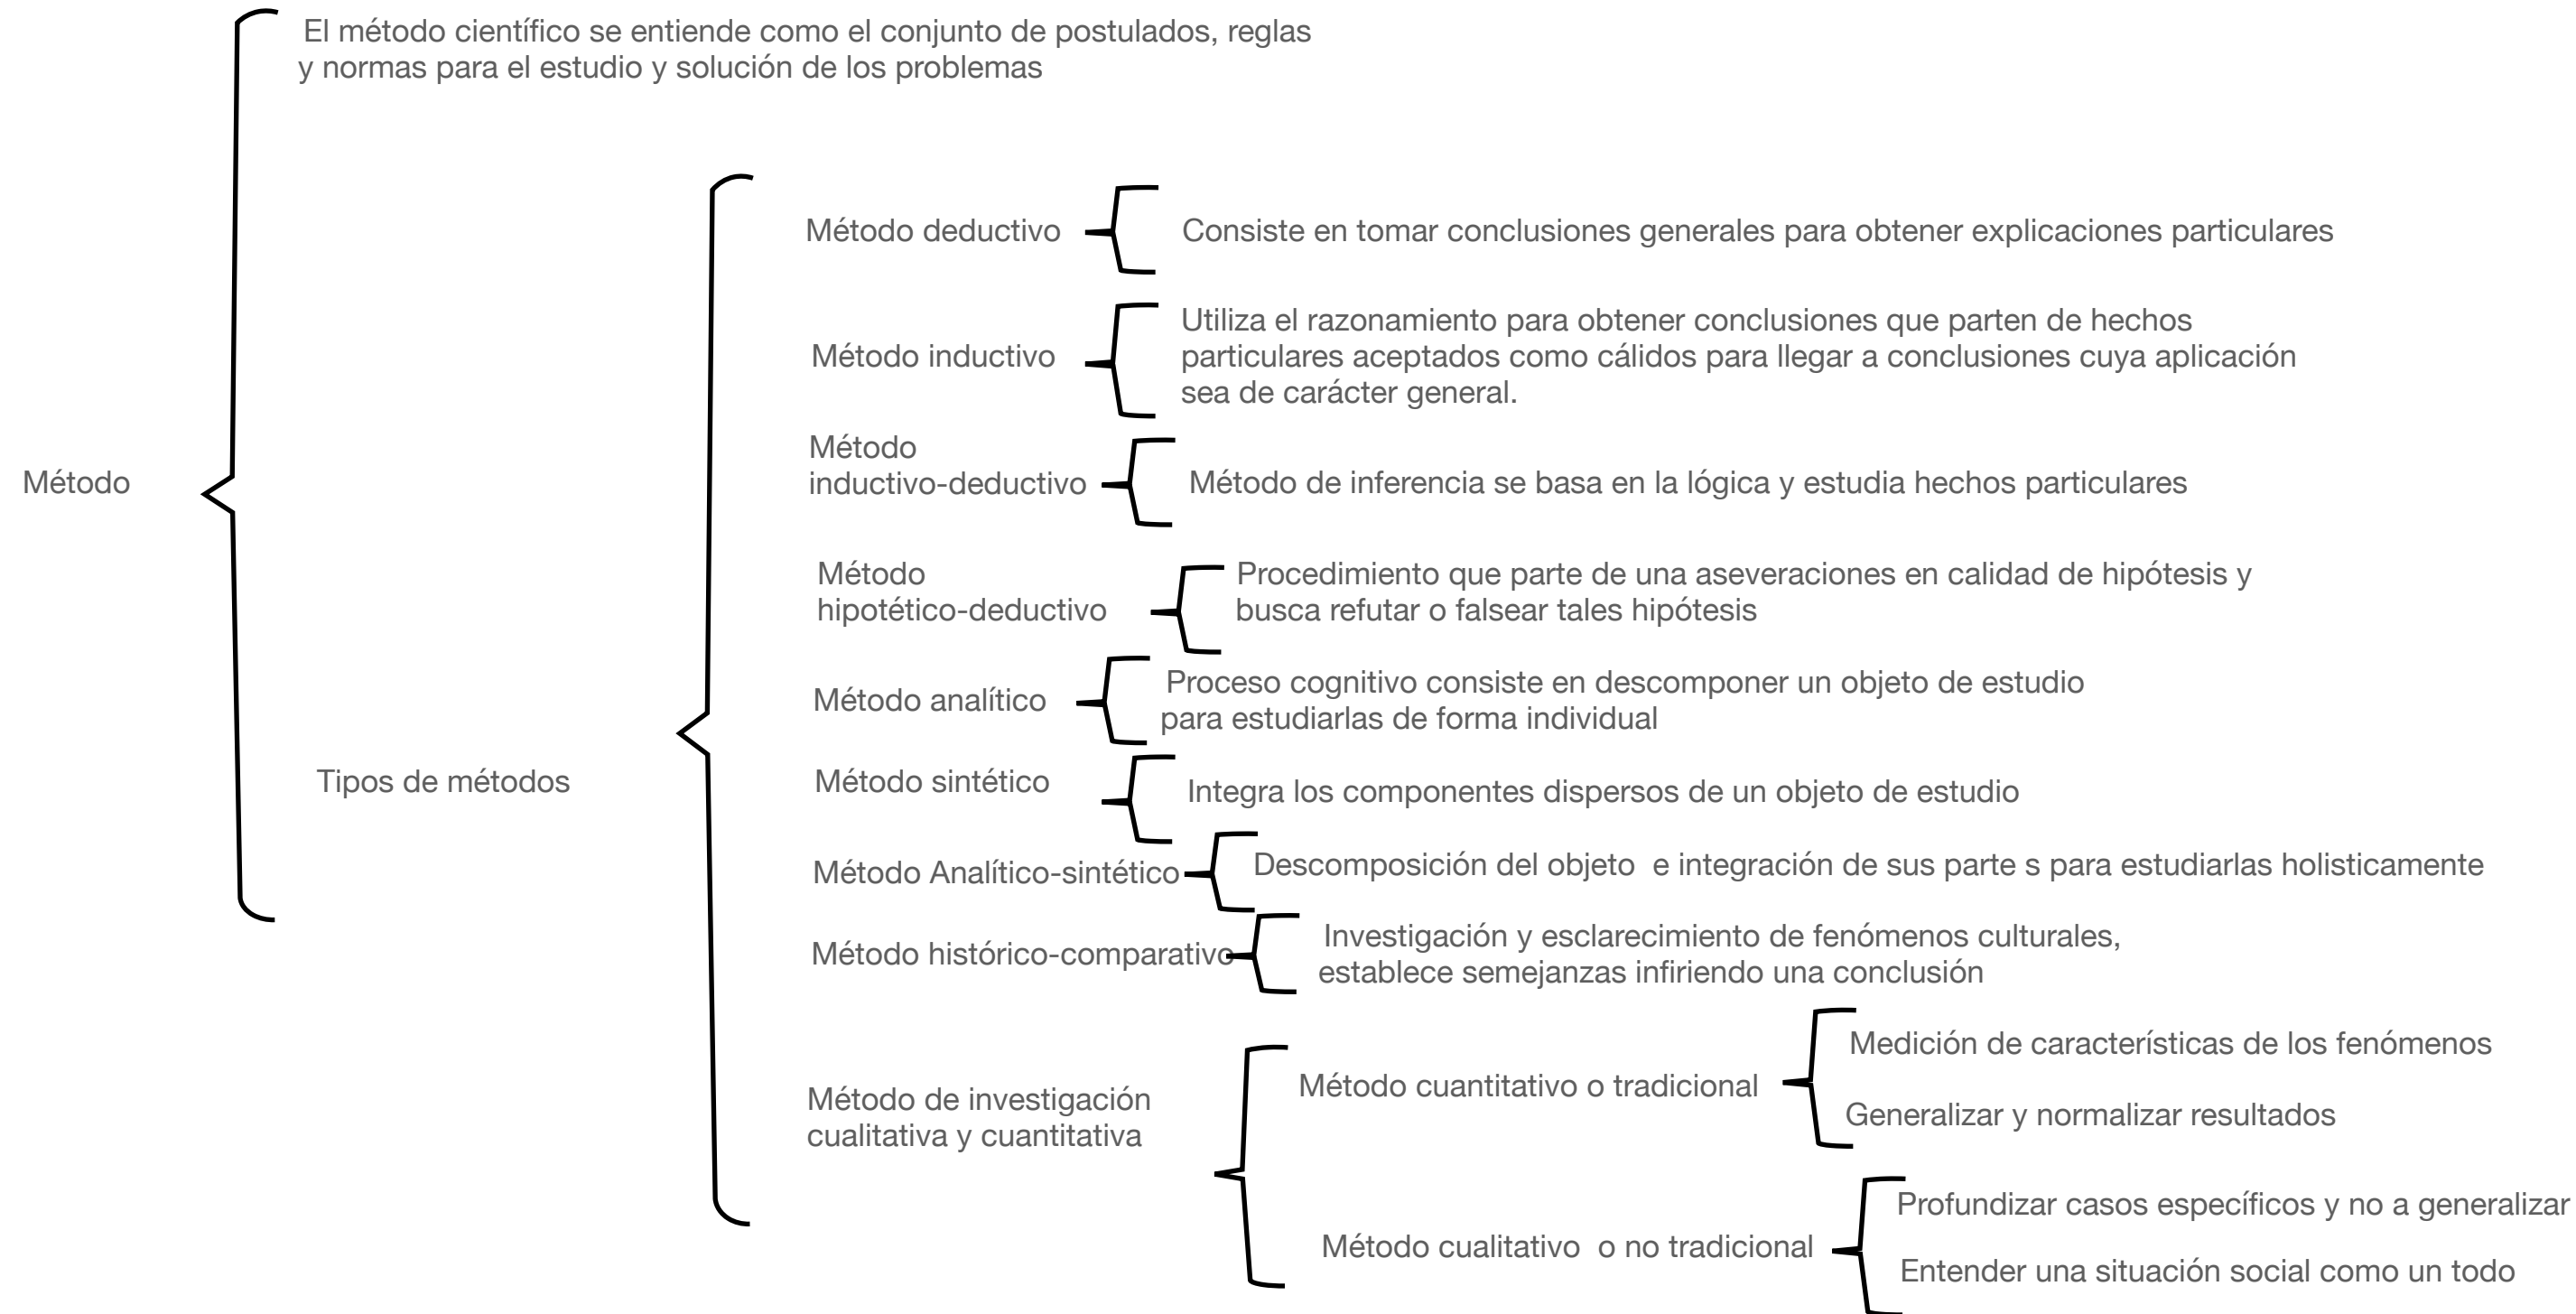 El método científico se entiende como el conjunto de postulados, reglas
y normas para el estudio y solución de los problemas
Método
Tipos de métodos
Método deductivo
Consiste en tomar conclusiones generales para obtener explicaciones particulares
Método inductivo
Utiliza el razonamiento para obtener conclusiones que parten de hechos
particulares aceptados como cálidos para llegar a conclusiones cuya aplicación
sea de carácter general.
Método
inductivo-deductivo
Método de inferencia se basa en la lógica y estudia hechos particulares
Método
hipotético-deductivo
Procedimiento que parte de una aseveraciones en calidad de hipótesis y
busca refutar o falsear tales hipótesis
Método analítico
Proceso cognitivo consiste en descomponer un objeto de estudio
para estudiarlas de forma individual
Método sintético
Integra los componentes dispersos de un objeto de estudio
Método Analítico-sintético
Descomposición del objeto  e integración de sus parte s para estudiarlas holisticamente
Método histórico-comparativo
Investigación y esclarecimiento de fenómenos culturales,
establece semejanzas infiriendo una conclusión
Método de investigación
cualitativa y cuantitativa
Método cuantitativo o tradicional
Medición de características de los fenómenos
Generalizar y normalizar resultados
Método cualitativo  o no tradicional
Profundizar casos específicos y no a generalizar
Entender una situación social como un todo